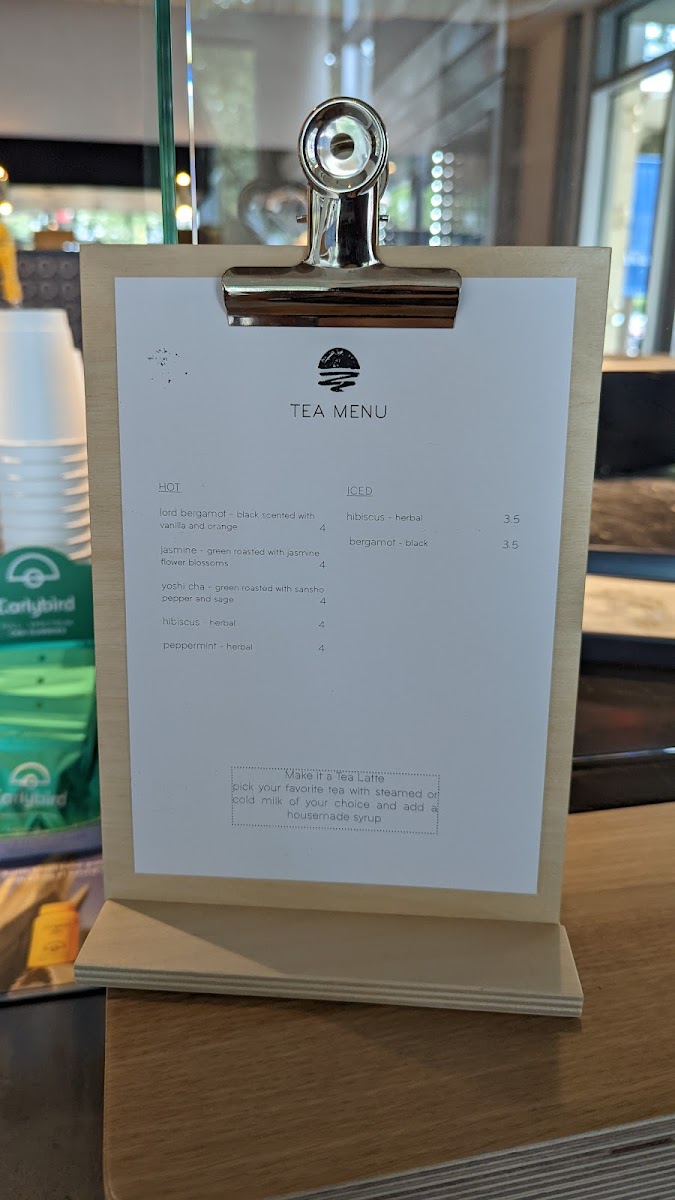 TEA MENU
HOT
lord bergamot - black scented with
vanilla and orange 4
jasmine - green roasted with jasmine
flower blossoms 4
yoshi cha - green roasted with sansho
pepper and sage 4
hibiscus - herbal 4
peppermint - herbal 4
ICED
hibiscus - herbal 3.5
bergamot - black 3.5
Make it a Tea Latte
pick your favorite tea with steamed or
cold milk of your choice and add a
housemade syrup
Earlybird
Earlybird